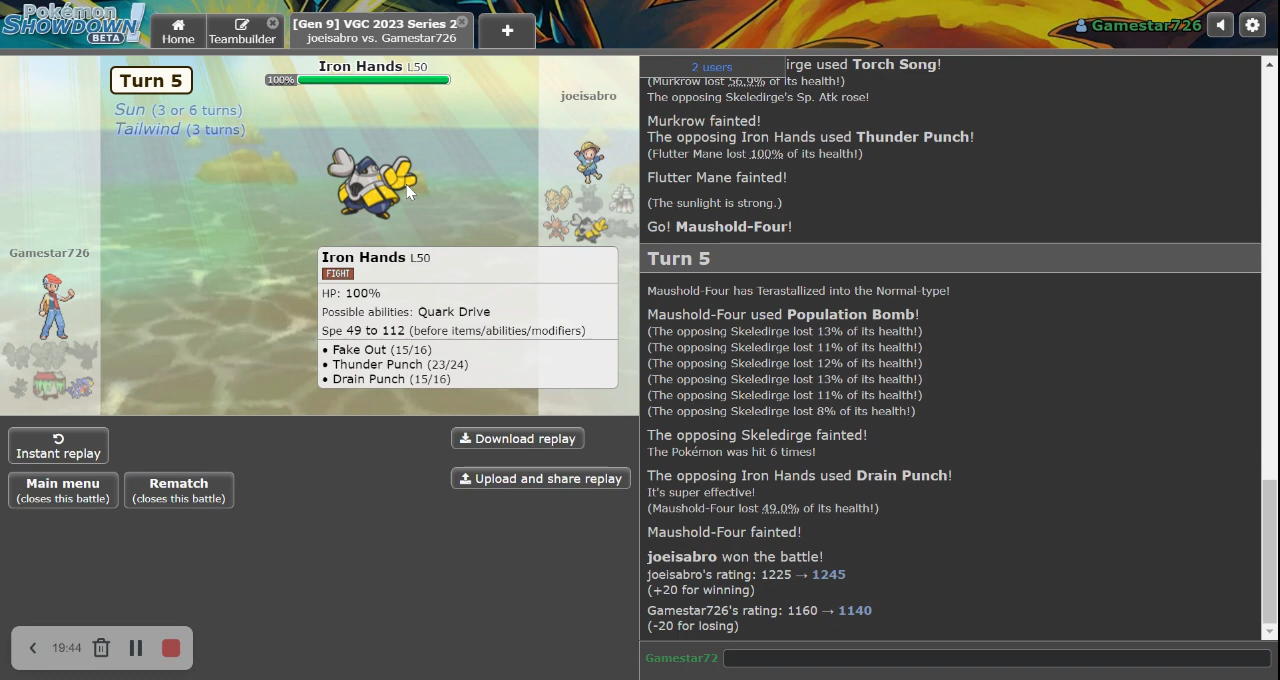 Pokémon
SHOWDOWN!
BETA
Home
Teambuilder
[Gen 9] VGC 2023 Series 2
joeisabro vs. Gamestar726
+
Gamestar726
Turn 5
Sun (3 or 6 turns)
Tailwind (3 turns)
Iron Hands L50
100%
joeisabro
Gamestar726
Iron Hands L50
FIGHT
HP: 100%
Possible abilities: Quark Drive
Spe 49 to 112 (before items/abilities/modifiers)
• Fake Out (15/16)
• Thunder Punch (23/24)
• Drain Punch (15/16)
Instant replay
Download replay
Upload and share replay
Main menu
(closes this battle)
Rematch
(closes this battle)
19:44
2 users
irge used Torch Song!
(Murkrow lost 56.9% of its health!)
The opposing Skeledirge's Sp. Atk rose!
Murkrow fainted!
The opposing Iron Hands used Thunder Punch!
(Flutter Mane lost 100% of its health!)
Flutter Mane fainted!
(The sunlight is strong.)
Go! Maushold-Four!
Turn 5
Maushold-Four has Terastallized into the Normal-type!
Maushold-Four used Population Bomb!
(The opposing Skeledirge lost 13% of its health!)
(The opposing Skeledirge lost 11% of its health!)
(The opposing Skeledirge lost 12% of its health!)
(The opposing Skeledirge lost 13% of its health!)
(The opposing Skeledirge lost 11% of its health!)
(The opposing Skeledirge lost 8% of its health!)
The opposing Skeledirge fainted!
The Pokémon was hit 6 times!
The opposing Iron Hands used Drain Punch!
It's super effective!
(Maushold-Four lost 49.0% of its health!)
Maushold-Four fainted!
joeisabro won the battle!
joeisabro's rating: 1225 → 1245
(+20 for winning)
Gamestar726's rating: 1160 → 1140
(-20 for losing)
Gamestar72